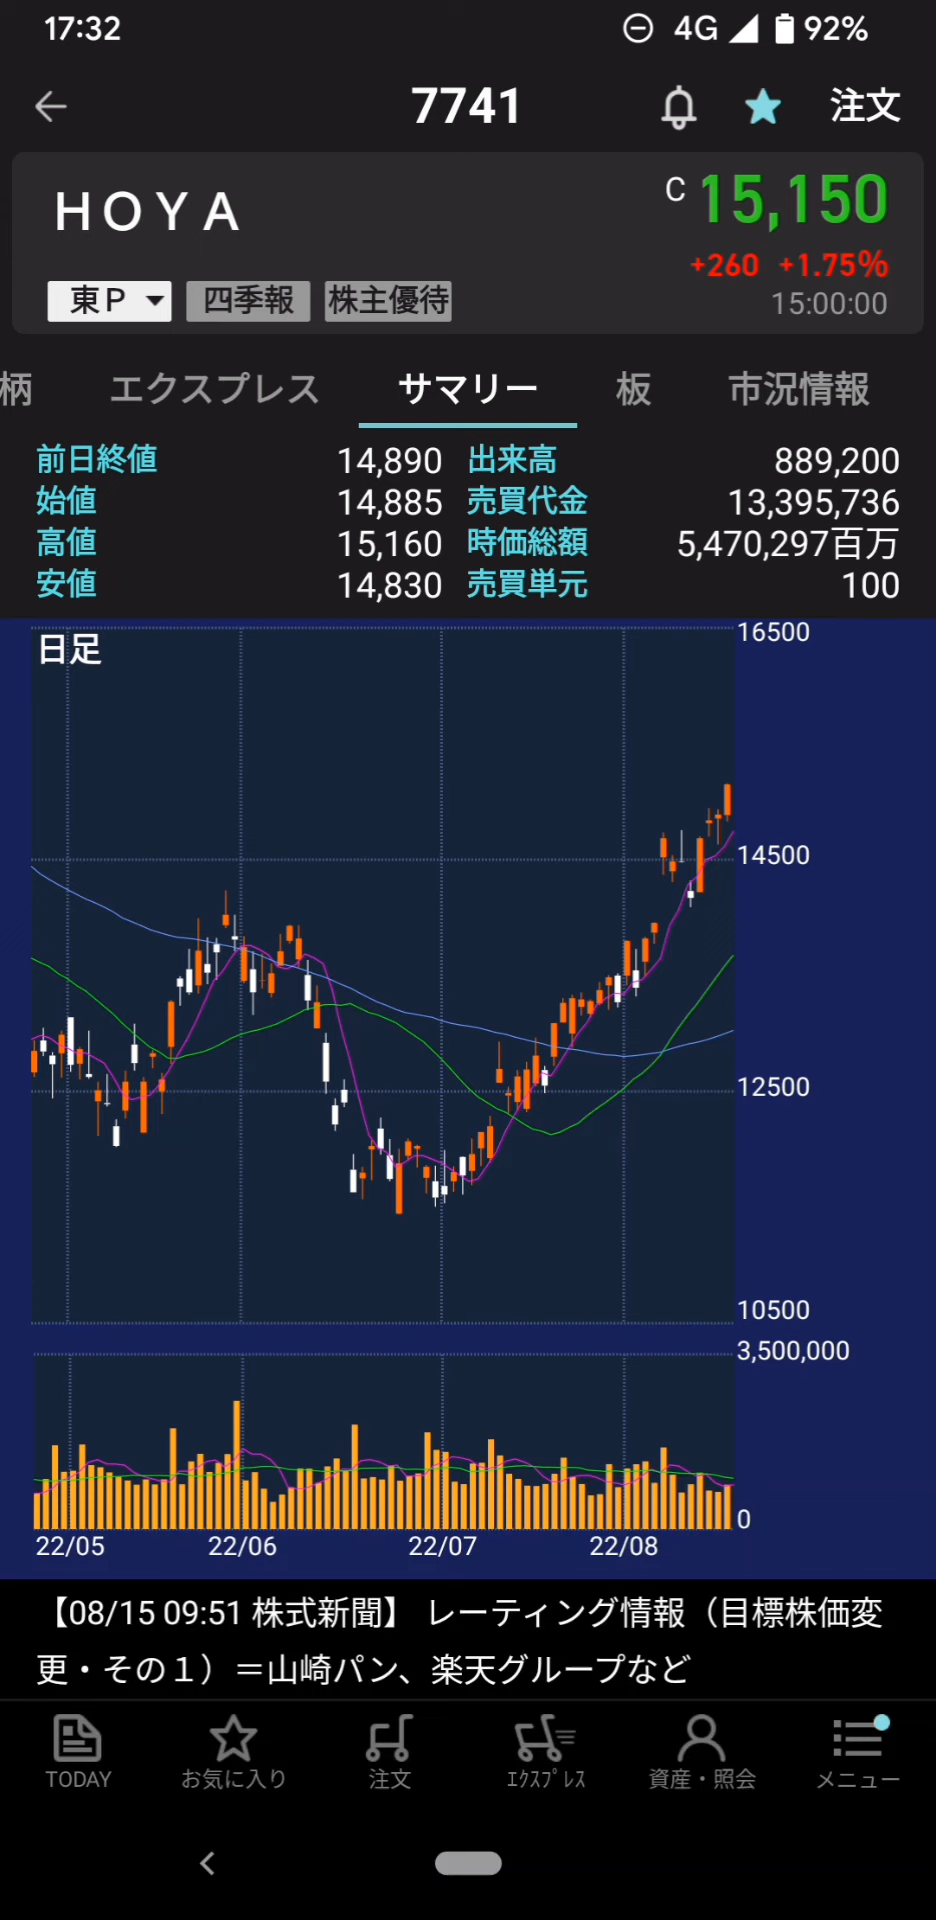 17:32 4G 92%
7741 注文
ＨＯＹＡ C 15,150
+260 +1.75%
東Ｐ 四季報 株主優待 15:00:00
柄 エクスプレス サマリー 板 市況情報
前日終値 14,890 出来高 889,200
始値 14,885 売買代金 13,395,736
高値 15,160 時価総額 5,470,297百万
安値 14,830 売買単元 100
日足
16500
14500
12500
10500
3,500,000
0
22/05 22/06 22/07 22/08
【08/15 09:51 株式新聞】 レーティング情報（目標株価変
更・その１）＝山崎パン、楽天グループなど
TODAY お気に入り 注文 ｴｸｽﾌﾟﾚｽ 資産・照会 メニュー